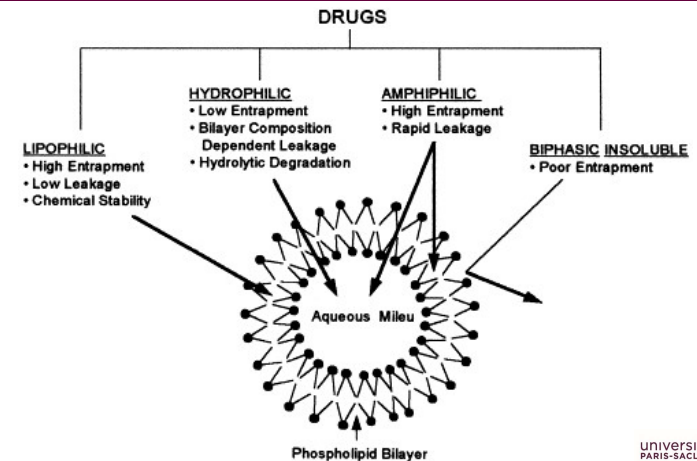 DRUGS
HYDROPHILIC
• Low Entrapment
• Bilayer Composition
Dependent Leakage
• Hydrolytic Degradation
AMPHIPHILIC
• High Entrapment
• Rapid Leakage
LIPOPHILIC
• High Entrapment
• Low Leakage
• Chemical Stability
BIPHASIC INSOLUBLE
• Poor Entrapment
Aqueous Mileu
Phospholipid Bilayer
universi
PARIS-SACL